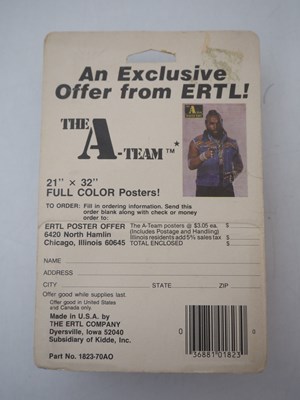 An Exclusive
Offer from ERTL!
THE
A-TEAM™*
21" × 32"
FULL COLOR Posters!
TO ORDER: Fill in ordering information. Send this
order blank along with check or money
order to:
ERTL POSTER OFFER
6420 North Hamlin
Chicago, Illinois 60645
The A-Team posters @ $3.05 ea. $
(Includes Postage and Handling)
Illinois residents add 5% sales tax $
TOTAL ENCLOSED $
NAME
ADDRESS
CITY STATE ZIP
Offer good while supplies last.
Offer good in United States
and Canada only.
Made in U.S.A. by
THE ERTL COMPANY
Dyersville, Iowa 52040
Subsidiary of Kidde, Inc.
Part No. 1823-70AO
0 36881 01823